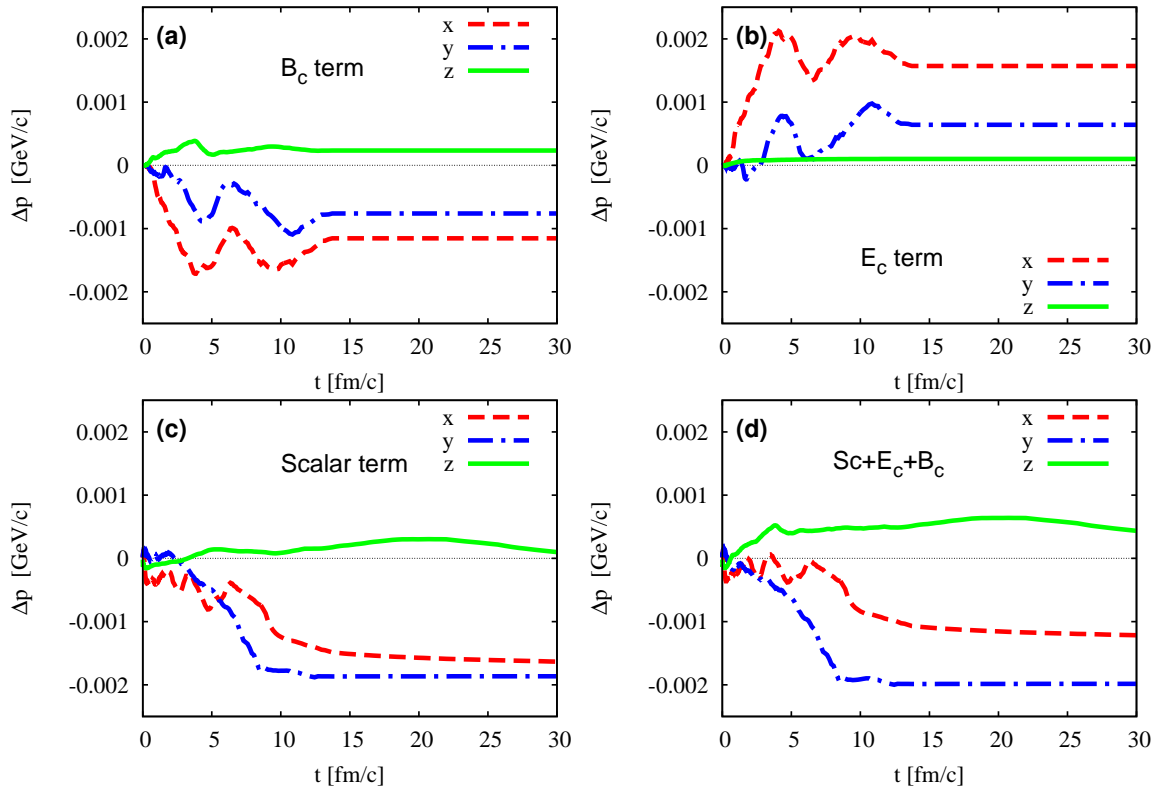 (a)
B_c term
x
y
z
0.002
0.001
0
-0.001
-0.002
Δp [GeV/c]
0 5 10 15 20 25 30
t [fm/c]
(b)
E_c term
x
y
z
0.002
0.001
0
-0.001
-0.002
Δp [GeV/c]
0 5 10 15 20 25 30
t [fm/c]
(c)
Scalar term
x
y
z
0.002
0.001
0
-0.001
-0.002
Δp [GeV/c]
0 5 10 15 20 25 30
t [fm/c]
(d)
Sc+E_c+B_c
x
y
z
0.002
0.001
0
-0.001
-0.002
Δp [GeV/c]
0 5 10 15 20 25 30
t [fm/c]